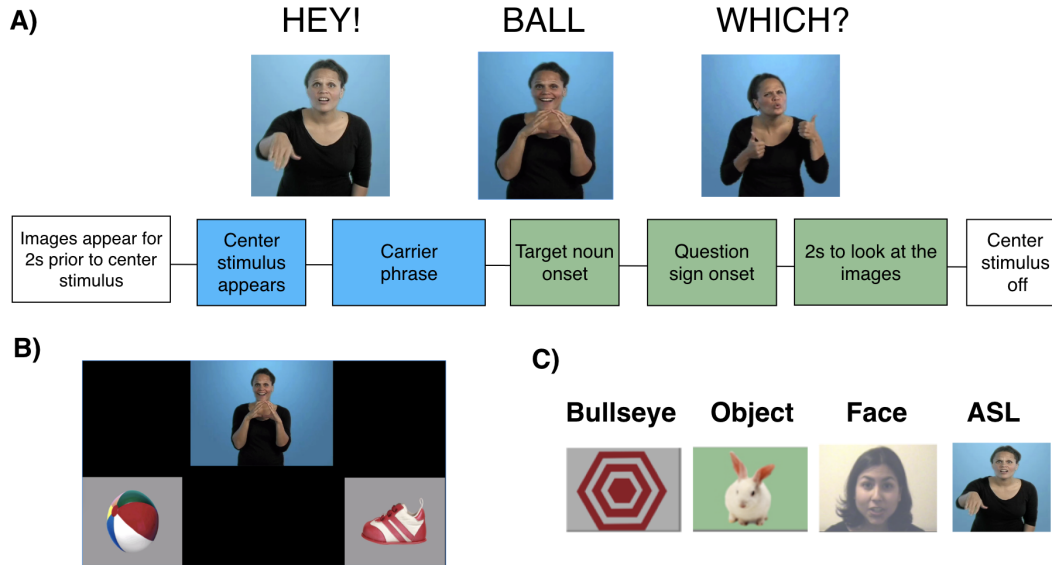 A)
HEY!
BALL
WHICH?
Images appear for
2s prior to center
stimulus
Center
stimulus
appears
Carrier
phrase
Target noun
onset
Question
sign onset
2s to look at the
images
Center
stimulus
off
B)
C)
Bullseye
Object
Face
ASL